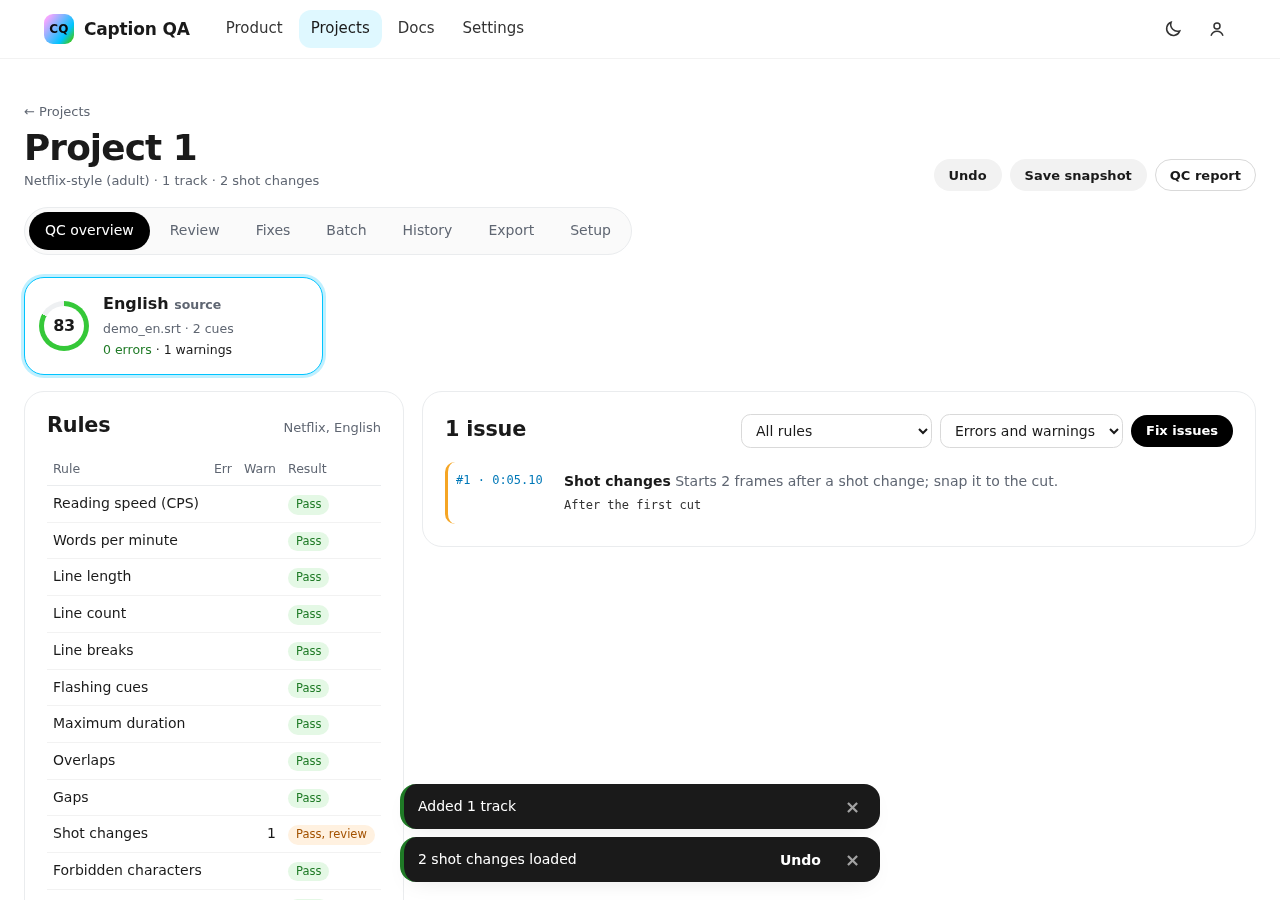 CQ Caption QA Product Projects Docs Settings
← Projects
Project 1
Netflix-style (adult) · 1 track · 2 shot changes
Undo Save snapshot QC report
QC overview Review Fixes Batch History Export Setup
83
English source
demo_en.srt · 2 cues
0 errors · 1 warnings
Rules
Netflix, English
Rule Err Warn Result
Reading speed (CPS) Pass
Words per minute Pass
Line length Pass
Line count Pass
Line breaks Pass
Flashing cues Pass
Maximum duration Pass
Overlaps Pass
Gaps Pass
Shot changes 1 Pass, review
Forbidden characters Pass
1 issue
All rules Errors and warnings Fix issues
#1 · 0:05.10 Shot changes Starts 2 frames after a shot change; snap it to the cut.
After the first cut
Added 1 track ×
2 shot changes loaded Undo ×